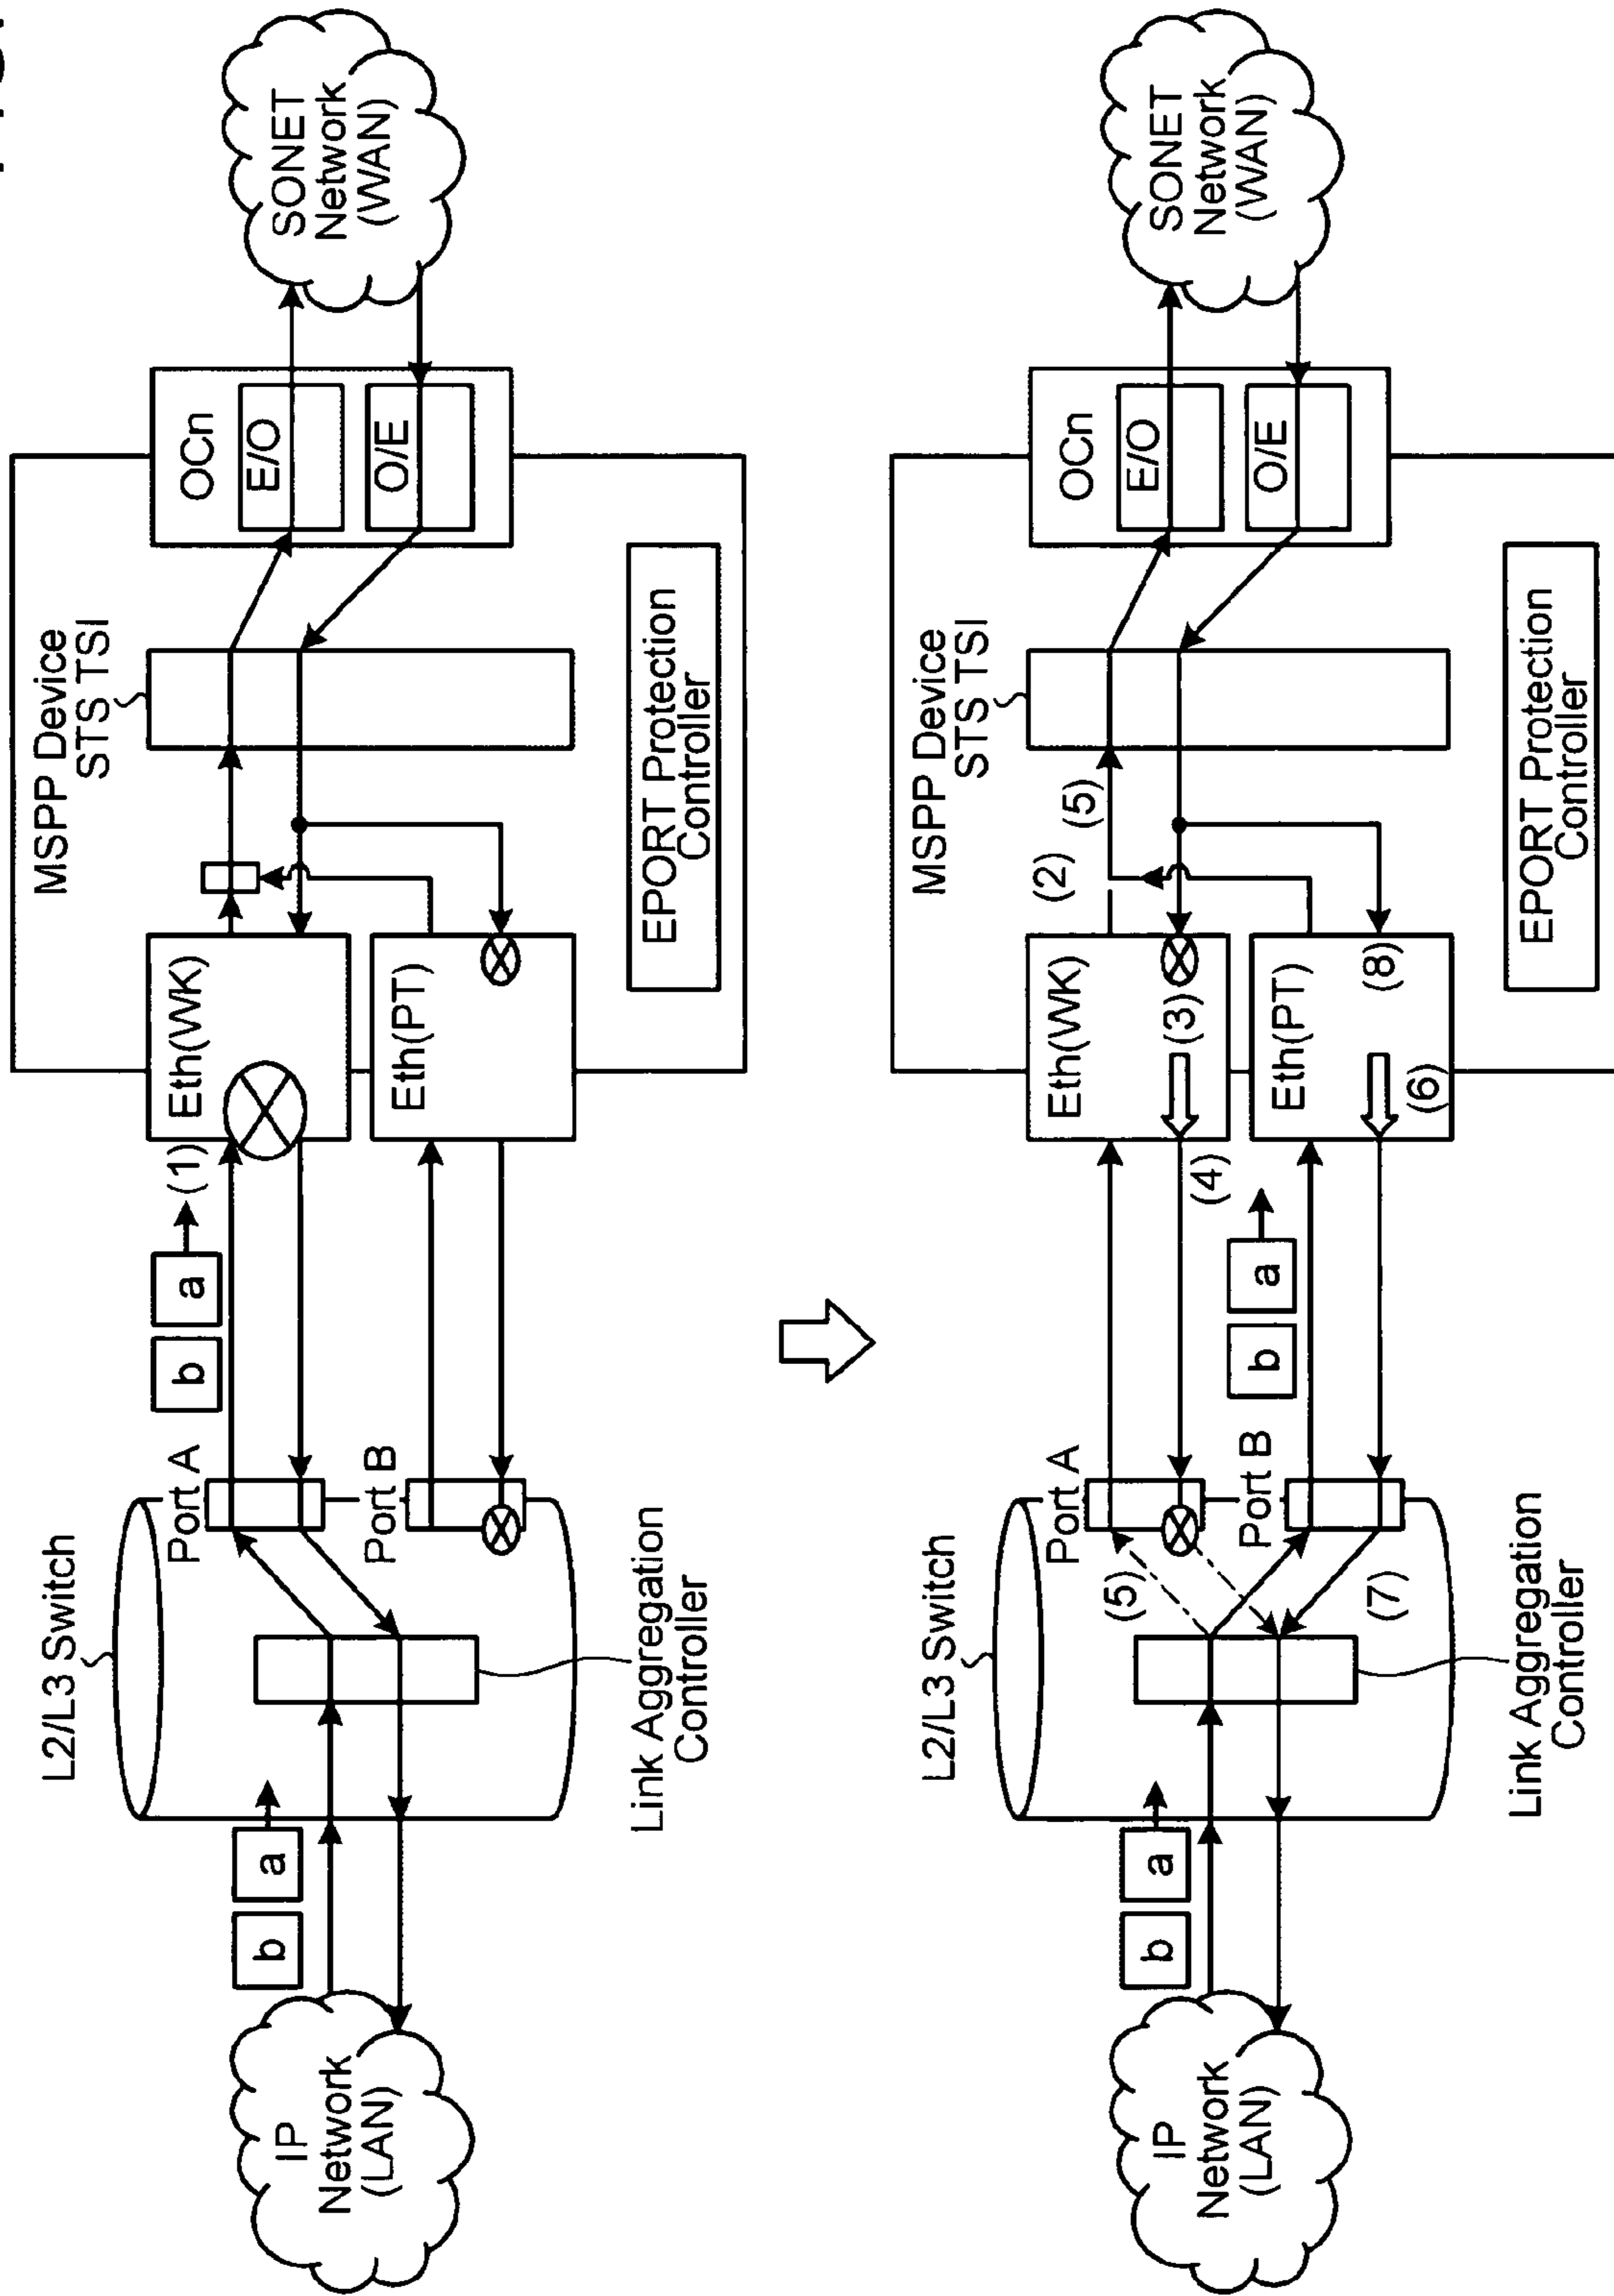 MSPP Device
STS TSI
L2/L3 Switch
Port A
Port B
b
a
b
a
(1)
Eth(WK)
Eth(PT)
OCn
E/O
O/E
IP
Network
(LAN)
SONET
Network
(WAN)
Link Aggregation
Controller
EPORT Protection
Controller
MSPP Device
STS TSI
L2/L3 Switch
Port A
Port B
b
a
b
a
(5)
(7)
(4)
Eth(WK)
(3)
(2)
(5)
Eth(PT)
(6)
(8)
OCn
E/O
O/E
IP
Network
(LAN)
SONET
Network
(WAN)
Link Aggregation
Controller
EPORT Protection
Controller